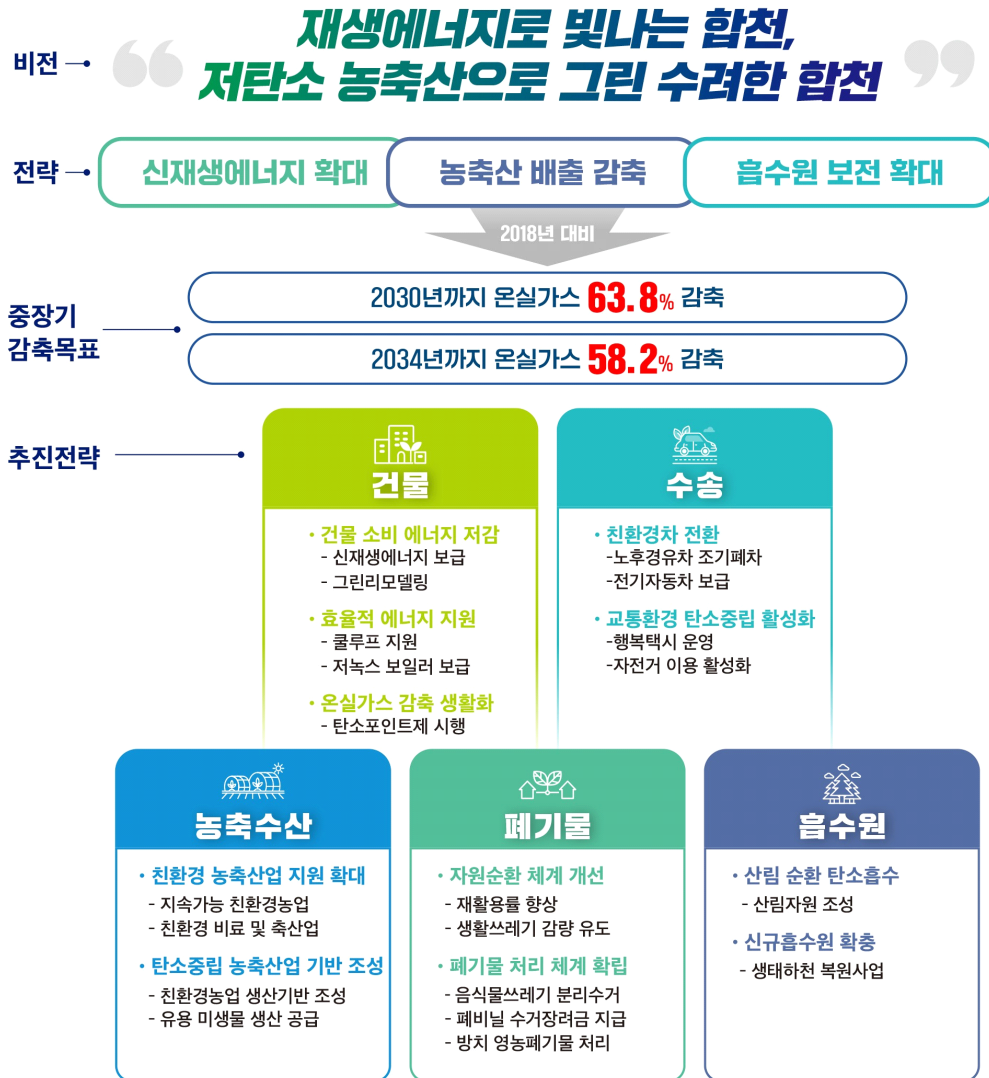 비전
재생에너지로 빛나는 합천,
저탄소 농축산으로 그린 수려한 합천
전략
신재생에너지 확대
농축산 배출 감축
흡수원 보전 확대
2018년 대비
중장기
감축목표
2030년까지 온실가스 63.8% 감축
2034년까지 온실가스 58.2% 감축
추진전략
건물
· 건물 소비 에너지 저감
- 신재생에너지 보급
- 그린리모델링
· 효율적 에너지 지원
- 쿨루프 지원
- 저녹스 보일러 보급
· 온실가스 감축 생활화
- 탄소포인트제 시행
수송
· 친환경차 전환
-노후경유차 조기폐차
-전기자동차 보급
· 교통환경 탄소중립 활성화
-행복택시 운영
-자전거 이용 활성화
농축수산
· 친환경 농축산업 지원 확대
- 지속가능 친환경농업
- 친환경 비료 및 축산업
· 탄소중립 농축산업 기반 조성
- 친환경농업 생산기반 조성
- 유용 미생물 생산 공급
폐기물
· 자원순환 체계 개선
- 재활용률 향상
- 생활쓰레기 감량 유도
· 폐기물 처리 체계 확립
- 음식물쓰레기 분리수거
- 폐비닐 수거장려금 지급
- 방치 영농폐기물 처리
흡수원
· 산림 순환 탄소흡수
- 산림자원 조성
· 신규흡수원 확충
- 생태하천 복원사업